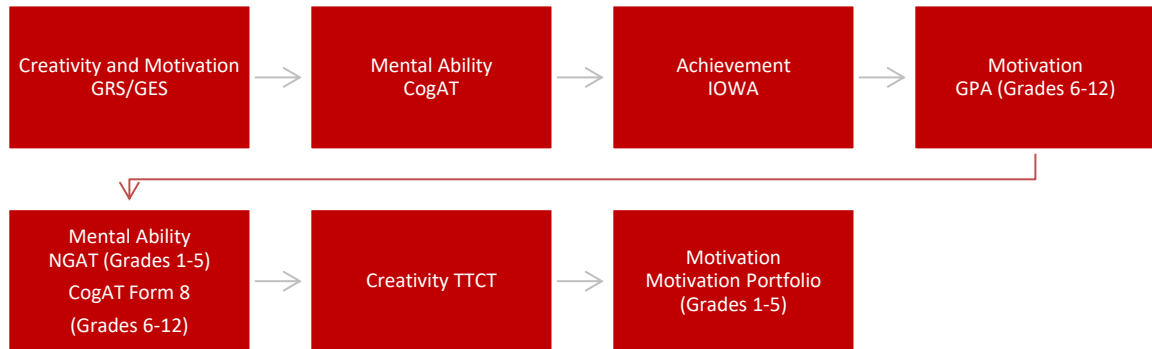 Creativity and Motivation
GRS/GES
Mental Ability
CogAT
Achievement
IOWA
Motivation
GPA (Grades 6-12)
Mental Ability
NGAT (Grades 1-5)
CogAT Form 8
(Grades 6-12)
Creativity TTCT
Motivation
Motivation Portfolio
(Grades 1-5)